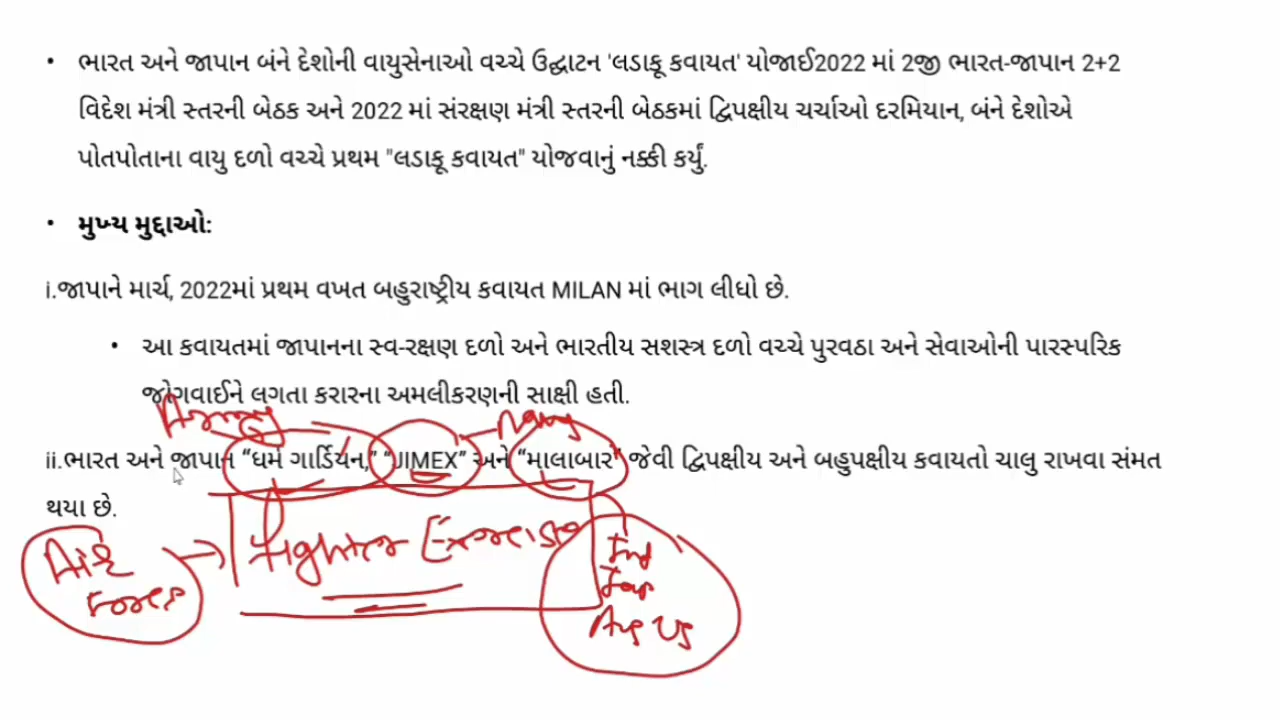 • ભારત અને જાપાન બંને દેશોની વાયુસેનાઓ વચ્ચે ઉદ્ઘાટન 'લડાકૂ કવાયત' યોજાઈ2022 માં 2જી ભારત-જાપાન 2+2
વિદેશ મંત્રી સ્તરની બેઠક અને 2022 માં સંરક્ષણ મંત્રી સ્તરની બેઠકમાં દ્વિપક્ષીય ચર્ચાઓ દરમિયાન, બંને દેશોએ
પોતપોતાના વાયુ દળો વચ્ચે પ્રથમ "લડાકૂ કવાયત" યોજવાનું નક્કી કર્યું.
• મુખ્ય મુદ્દાઓ:
i.જાપાને માર્ચ, 2022માં પ્રથમ વખત બહુરાષ્ટ્રીય કવાયત MILAN માં ભાગ લીધો છે.
• આ કવાયતમાં જાપાનના સ્વ-રક્ષણ દળો અને ભારતીય સશસ્ત્ર દળો વચ્ચે પુરવઠા અને સેવાઓની પારસ્પરિક
જોગવાઈને લગતા કરારના અમલીકરણની સાક્ષી હતી.
Army Navy
ii.ભારત અને જાપાન “ધર્મ ગાર્ડિયન,” “JIMEX” અને “માલાબાર” જેવી દ્વિપક્ષીય અને બહુપક્ષીય કવાયતો ચાલુ રાખવા સંમત
થયા છે.
Fighter Exercise
Air
Force
Ind
Jap
Aus US